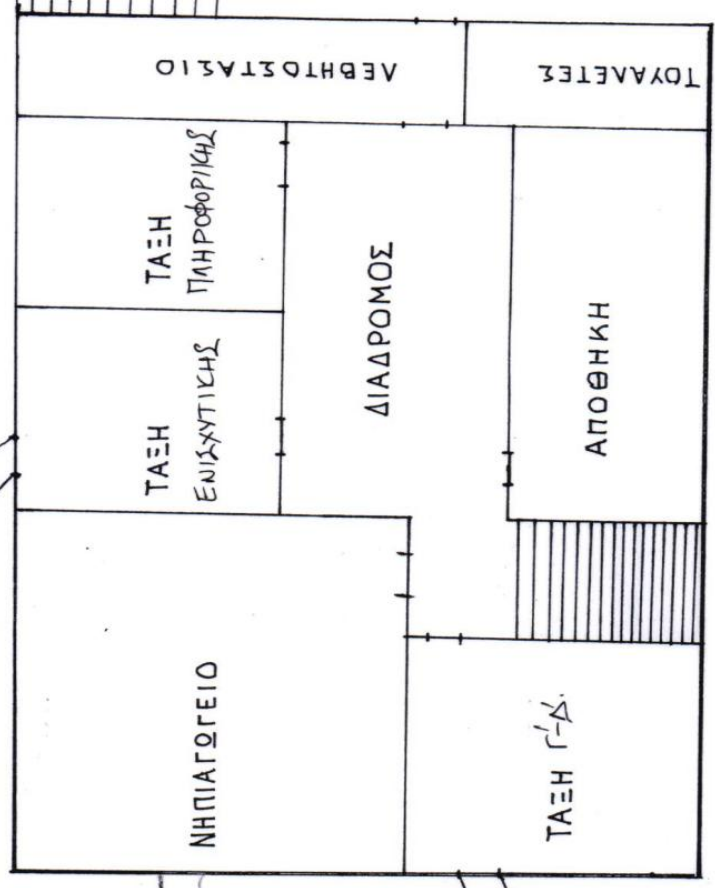 ΛΕΒΗΤΟΣΤΑΣΙΟ
ΤΟΥΑΛΕΤΕΣ
ΤΑΞΗ
ΠΛΗΡΟΦΟΡΙΚΗΣ
ΔΙΑΔΡΟΜΟΣ
ΑΠΟΘΗΚΗ
ΤΑΞΗ
ΕΝΙΣΧΥΤΙΚΗΣ
ΝΗΠΙΑΓΩΓΕΙΟ
ΤΑΞΗ Γ'-Δ'.